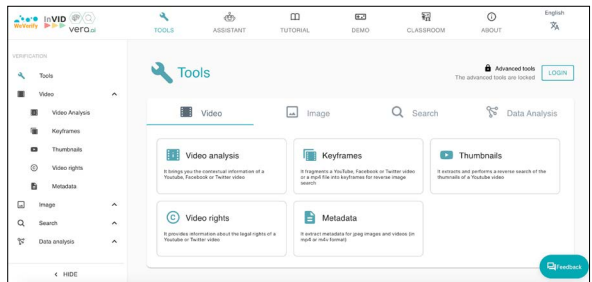 WeVerify
InVID
vera.ai
TOOLS
ASSISTANT
TUTORIAL
DEMO
CLASSROOM
ABOUT
English
VERIFICATION
Tools
Video
Video Analysis
Keyframes
Thumbnails
Video rights
Metadata
Image
Search
Data analysis
< HIDE
Tools
Advanced tools
The advanced tools are locked
LOGIN
Video
Image
Search
Data Analysis
Video analysis
It brings you the contextual information of a
Youtube, Facebook or Twitter video
Keyframes
It fragments a YouTube, Facebook or Twitter video
or a mp4 file into keyframes for reverse image
search
Thumbnails
It extracts and performs a reverse search of the
thumnails of a Youtube video
Video rights
It provides information about the legal rights of a
Youtube or Twitter video
Metadata
It extract metadata for jpeg images and videos (in
mp4 or m4v format)
Feedback